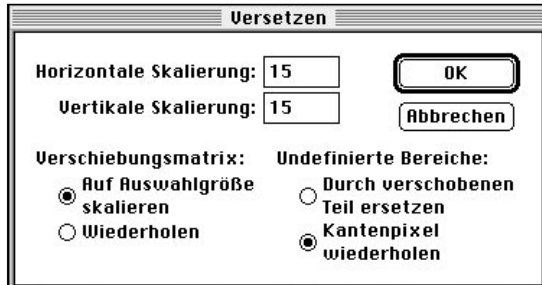 Versetzen
Horizontale Skalierung: 15
Vertikale Skalierung: 15
OK
Abbrechen
Verschiebungsmatrix:
Auf Auswahlgröße
skalieren
Wiederholen
Undefinierte Bereiche:
Durch verschobenen
Teil ersetzen
Kantenpixel
wiederholen